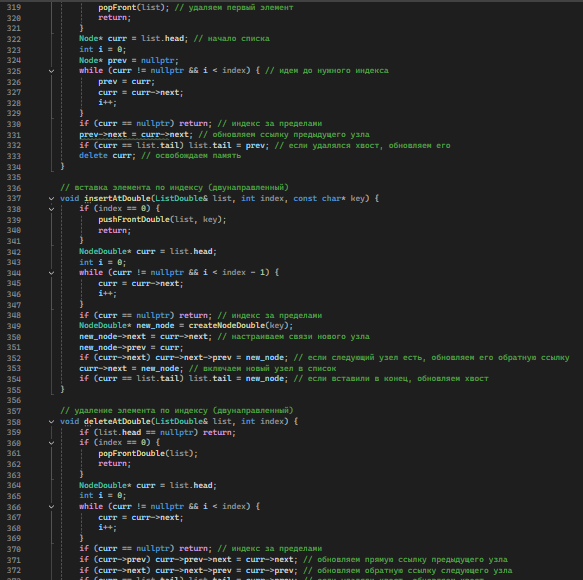 319 popFront(list); // удаляем первый элемент
320 return;
321 }
322 Node* curr = list.head; // начало списка
323 int i = 0;
324 Node* prev = nullptr;
325 while (curr != nullptr && i < index) { // идем до нужного индекса
326 prev = curr;
327 curr = curr->next;
328 i++;
329 }
330 if (curr == nullptr) return; // индекс за пределами
331 prev->next = curr->next; // обновляем ссылку предыдущего узла
332 if (curr == list.tail) list.tail = prev; // если удалялся хвост, обновляем его
333 delete curr; // освобождаем память
334 }
335
336 // вставка элемента по индексу (двунаправленный)
337 void insertAtDouble(ListDouble& list, int index, const char* key) {
338 if (index == 0) {
339 pushFrontDouble(list, key);
340 return;
341 }
342 NodeDouble* curr = list.head;
343 int i = 0;
344 while (curr != nullptr && i < index - 1) {
345 curr = curr->next;
346 i++;
347 }
348 if (curr == nullptr) return; // индекс за пределами
349 NodeDouble* new_node = createNodeDouble(key);
350 new_node->next = curr->next; // настраиваем связи нового узла
351 new_node->prev = curr;
352 if (curr->next) curr->next->prev = new_node; // если следующий узел есть, обновляем его обратную ссылку
353 curr->next = new_node; // включаем новый узел в список
354 if (curr == list.tail) list.tail = new_node; // если вставили в конец, обновляем хвост
355 }
356
357 // удаление элемента по индексу (двунаправленный)
358 void deleteAtDouble(ListDouble& list, int index) {
359 if (list.head == nullptr) return;
360 if (index == 0) {
361 popFrontDouble(list);
362 return;
363 }
364 NodeDouble* curr = list.head;
365 int i = 0;
366 while (curr != nullptr && i < index) {
367 curr = curr->next;
368 i++;
369 }
370 if (curr == nullptr) return; // индекс за пределами
371 if (curr->prev) curr->prev->next = curr->next; // обновляем прямую ссылку предыдущего узла
372 if (curr->next) curr->next->prev = curr->prev; // обновляем обратную ссылку следующего узла